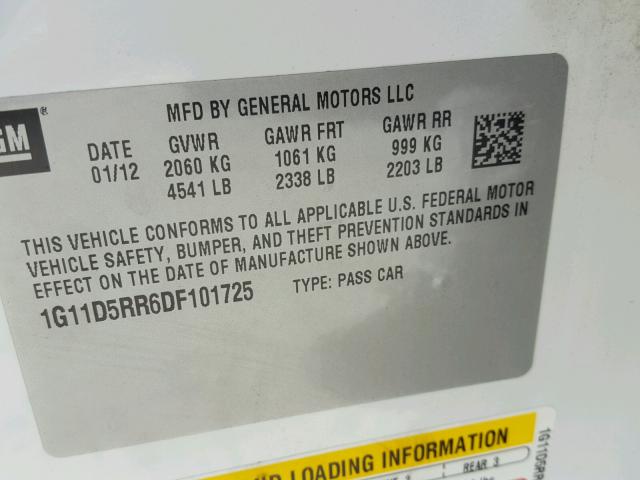 GM®
MFD BY GENERAL MOTORS LLC
DATE GVWR GAWR FRT GAWR RR
01/12 2060 KG 1061 KG 999 KG
4541 LB 2338 LB 2203 LB
THIS VEHICLE CONFORMS TO ALL APPLICABLE U.S. FEDERAL MOTOR
VEHICLE SAFETY, BUMPER, AND THEFT PREVENTION STANDARDS IN
EFFECT ON THE DATE OF MANUFACTURE SHOWN ABOVE.
1G11D5RR6DF101725 TYPE: PASS CAR
LOADING INFORMATION
REAR 3